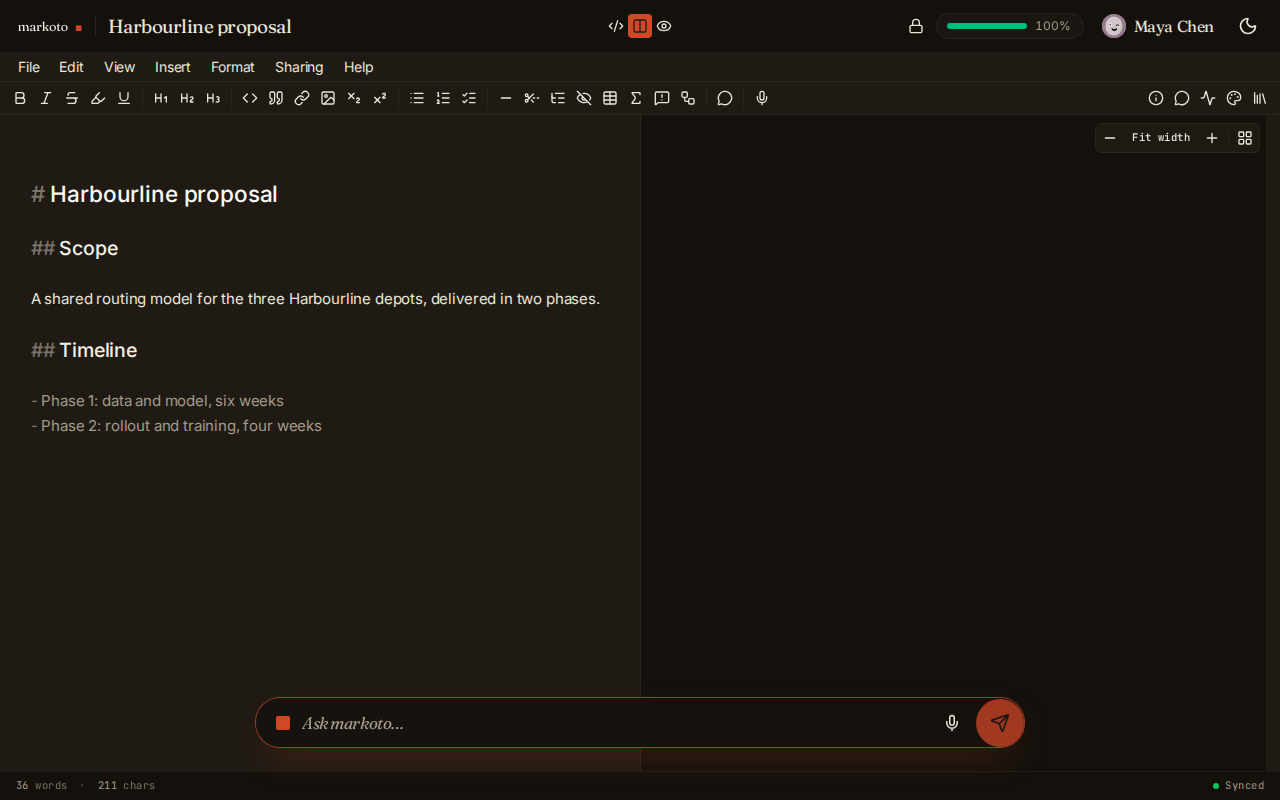 markoto
Harbourline proposal
100%
Maya Chen
File Edit View Insert Format Sharing Help
H1 H2 H3
Fit width
# Harbourline proposal
## Scope
A shared routing model for the three Harbourline depots, delivered in two phases.
## Timeline
- Phase 1: data and model, six weeks
- Phase 2: rollout and training, four weeks
Ask markoto...
36 words · 211 chars
Synced